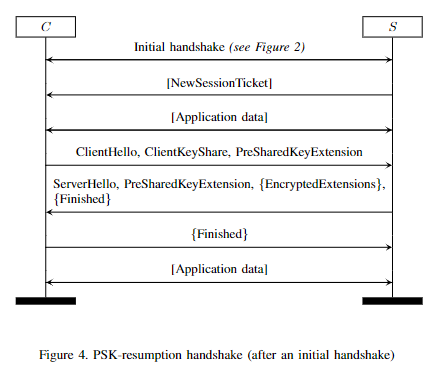 C S
Initial handshake (see Figure 2)
[NewSessionTicket]
[Application data]
ClientHello, ClientKeyShare, PreSharedKeyExtension
ServerHello, PreSharedKeyExtension, {EncryptedExtensions},
{Finished}
{Finished}
[Application data]
Figure 4. PSK-resumption handshake (after an initial handshake)